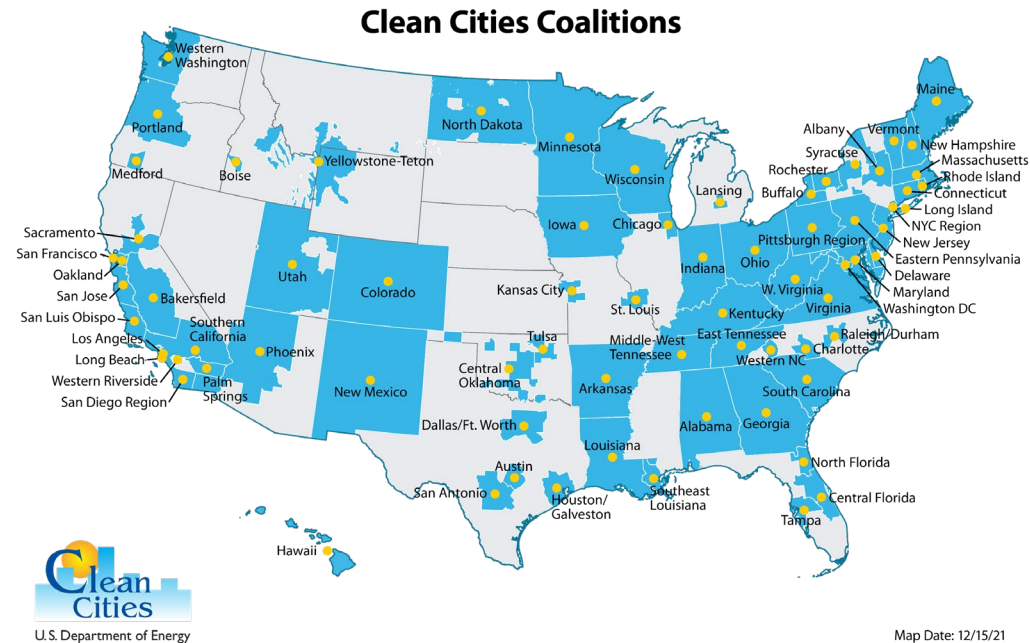 Clean Cities Coalitions
Western
Washington
Portland
Medford
Boise
Yellowstone-Teton
North Dakota
Minnesota
Wisconsin
Lansing
Iowa
Chicago
Maine
Albany
Vermont
New Hampshire
Syracuse
Massachusetts
Rochester
Rhode Island
Buffalo
Connecticut
Long Island
NYC Region
New Jersey
Pittsburgh Region
Eastern Pennsylvania
Delaware
Maryland
Washington DC
Sacramento
San Francisco
Oakland
San Jose
Bakersfield
San Luis Obispo
Southern
California
Los Angeles
Long Beach
Western Riverside
San Diego Region
Palm
Springs
Utah
Colorado
Phoenix
New Mexico
Kansas City
St. Louis
Indiana
Ohio
W. Virginia
Virginia
Kentucky
Tulsa
Central
Oklahoma
Middle-West
Tennessee
East Tennessee
Western NC
Raleigh/Durham
Charlotte
South Carolina
Arkansas
Dallas/Ft. Worth
Louisiana
Alabama
Georgia
Austin
San Antonio
Houston/
Galveston
Southeast
Louisiana
North Florida
Central Florida
Tampa
Hawaii
Clean
Cities
U.S. Department of Energy
Map Date: 12/15/21